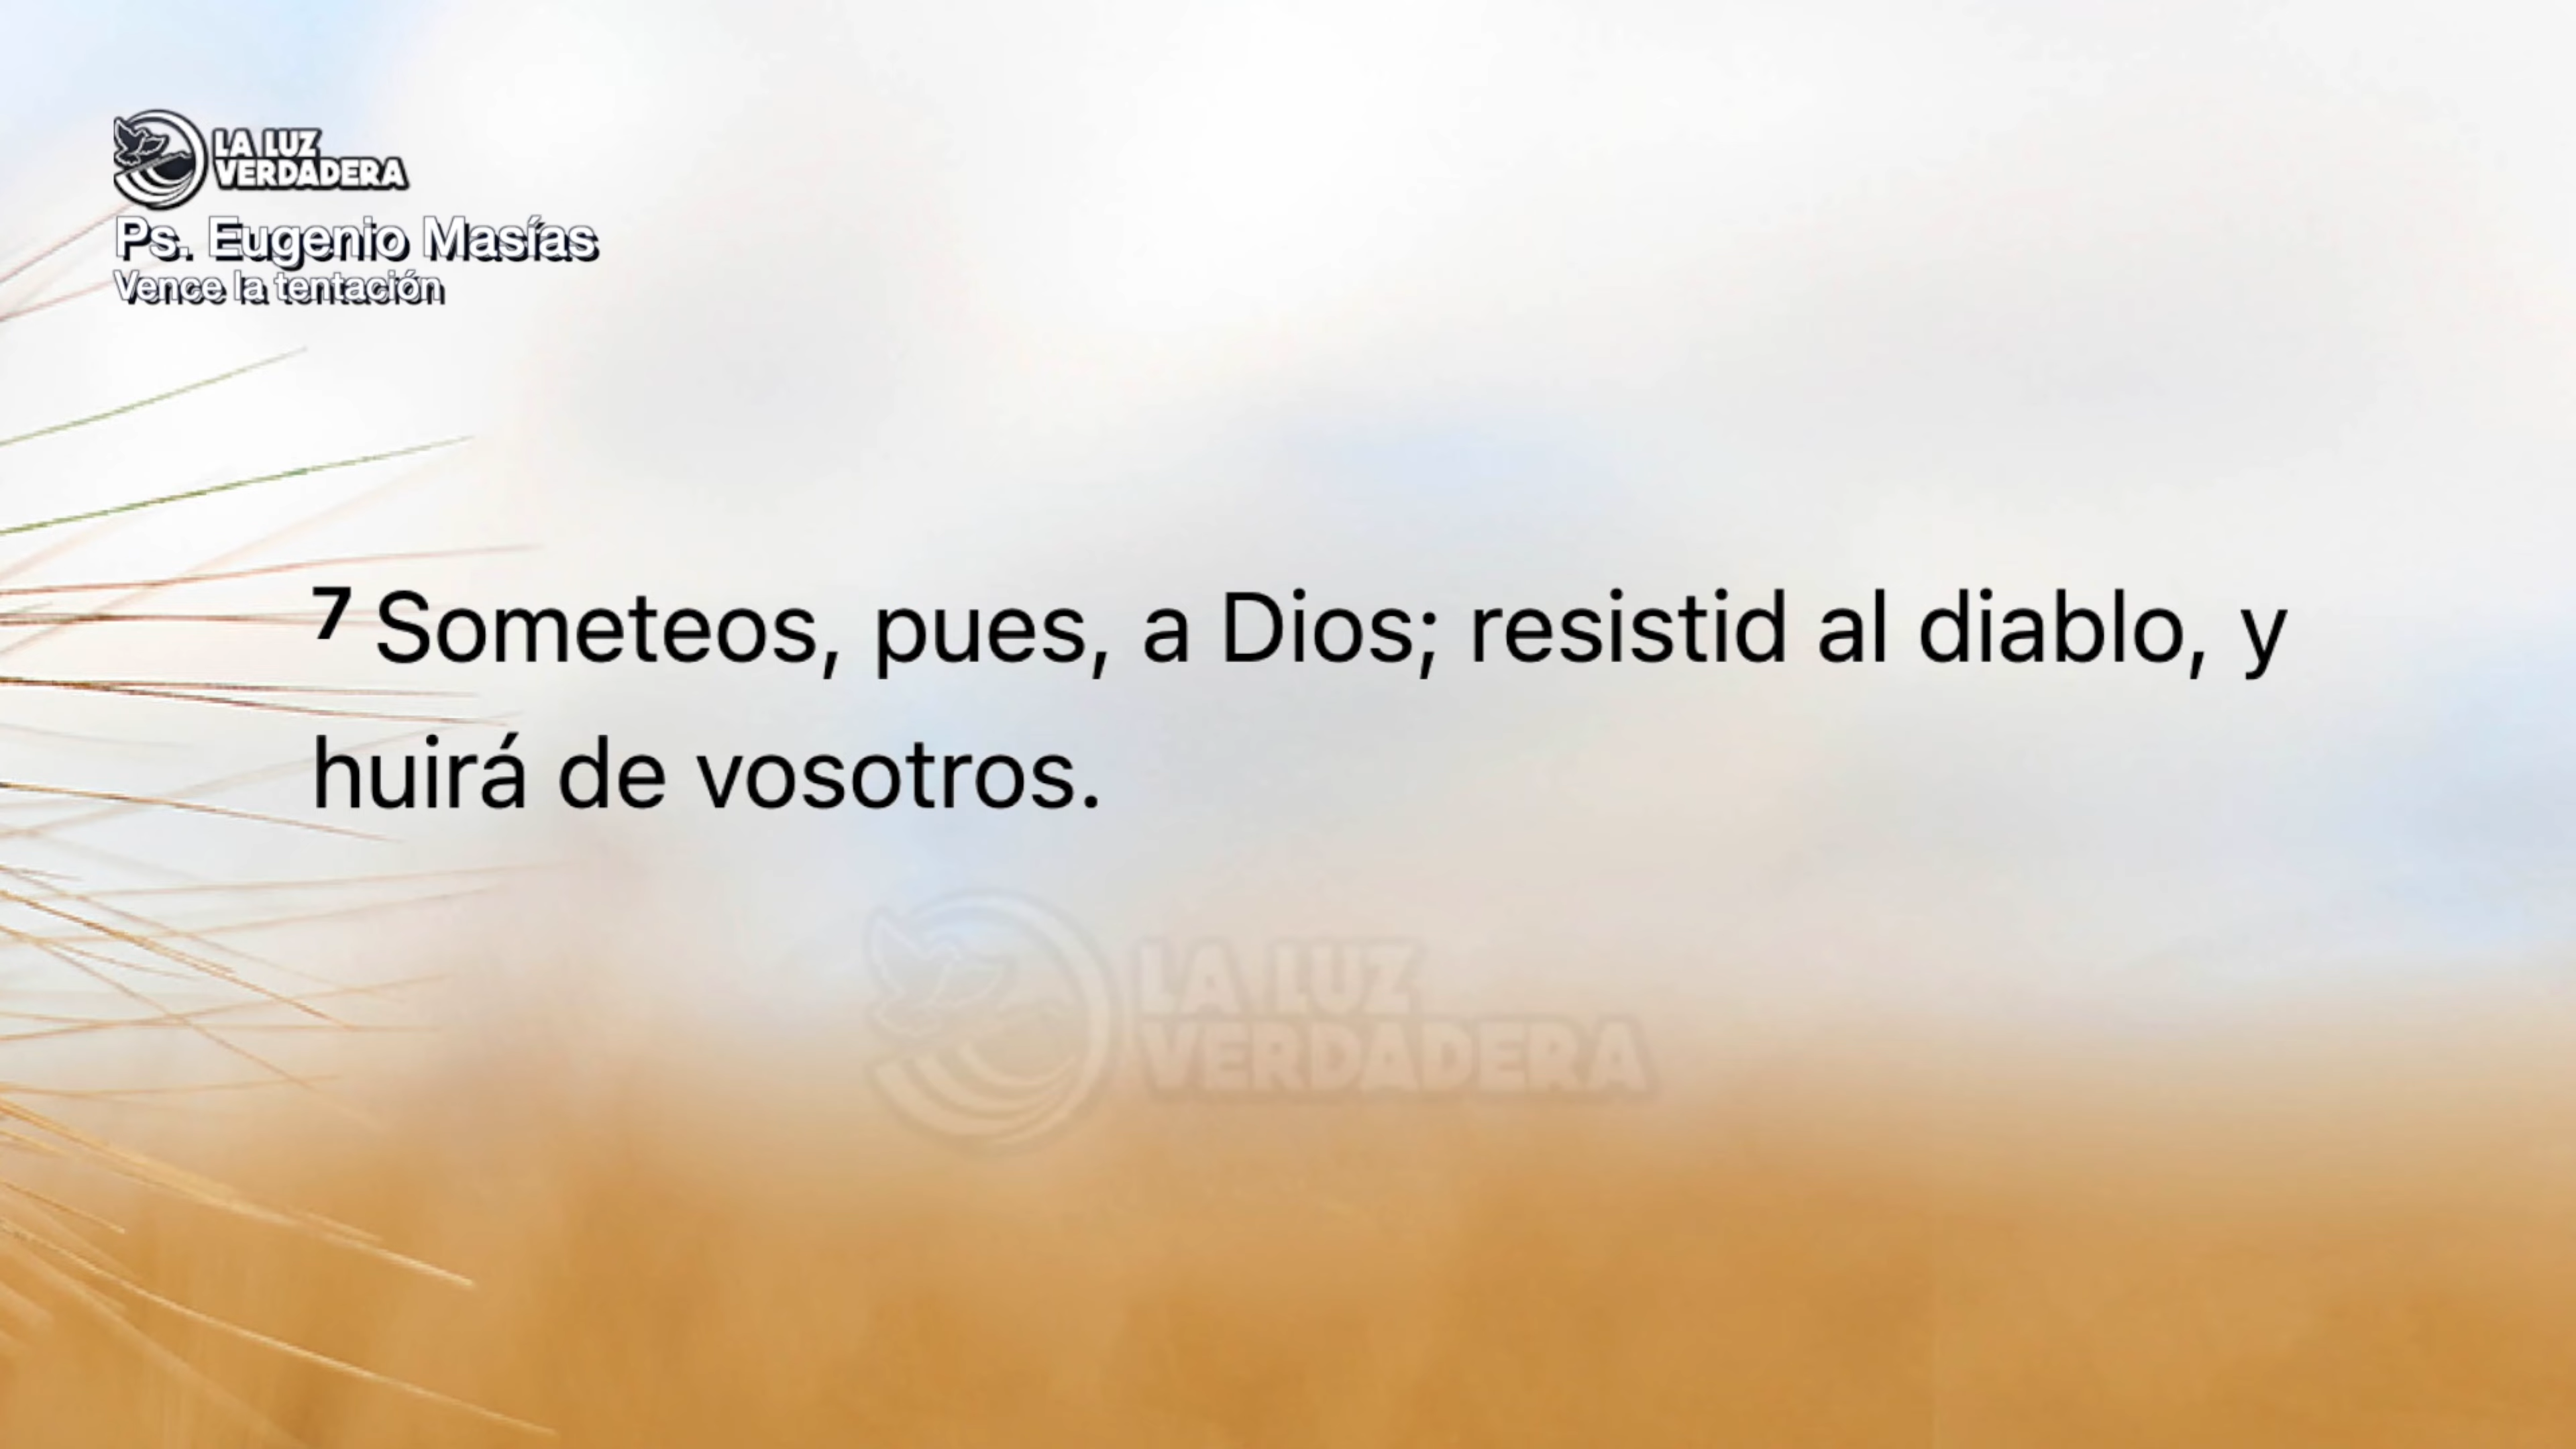 LA LUZ
VERDADERA
Ps. Eugenio Masías
Vence la tentación
7 Someteos, pues, a Dios; resistid al diablo, y
huirá de vosotros.
LA LUZ
VERDADERA